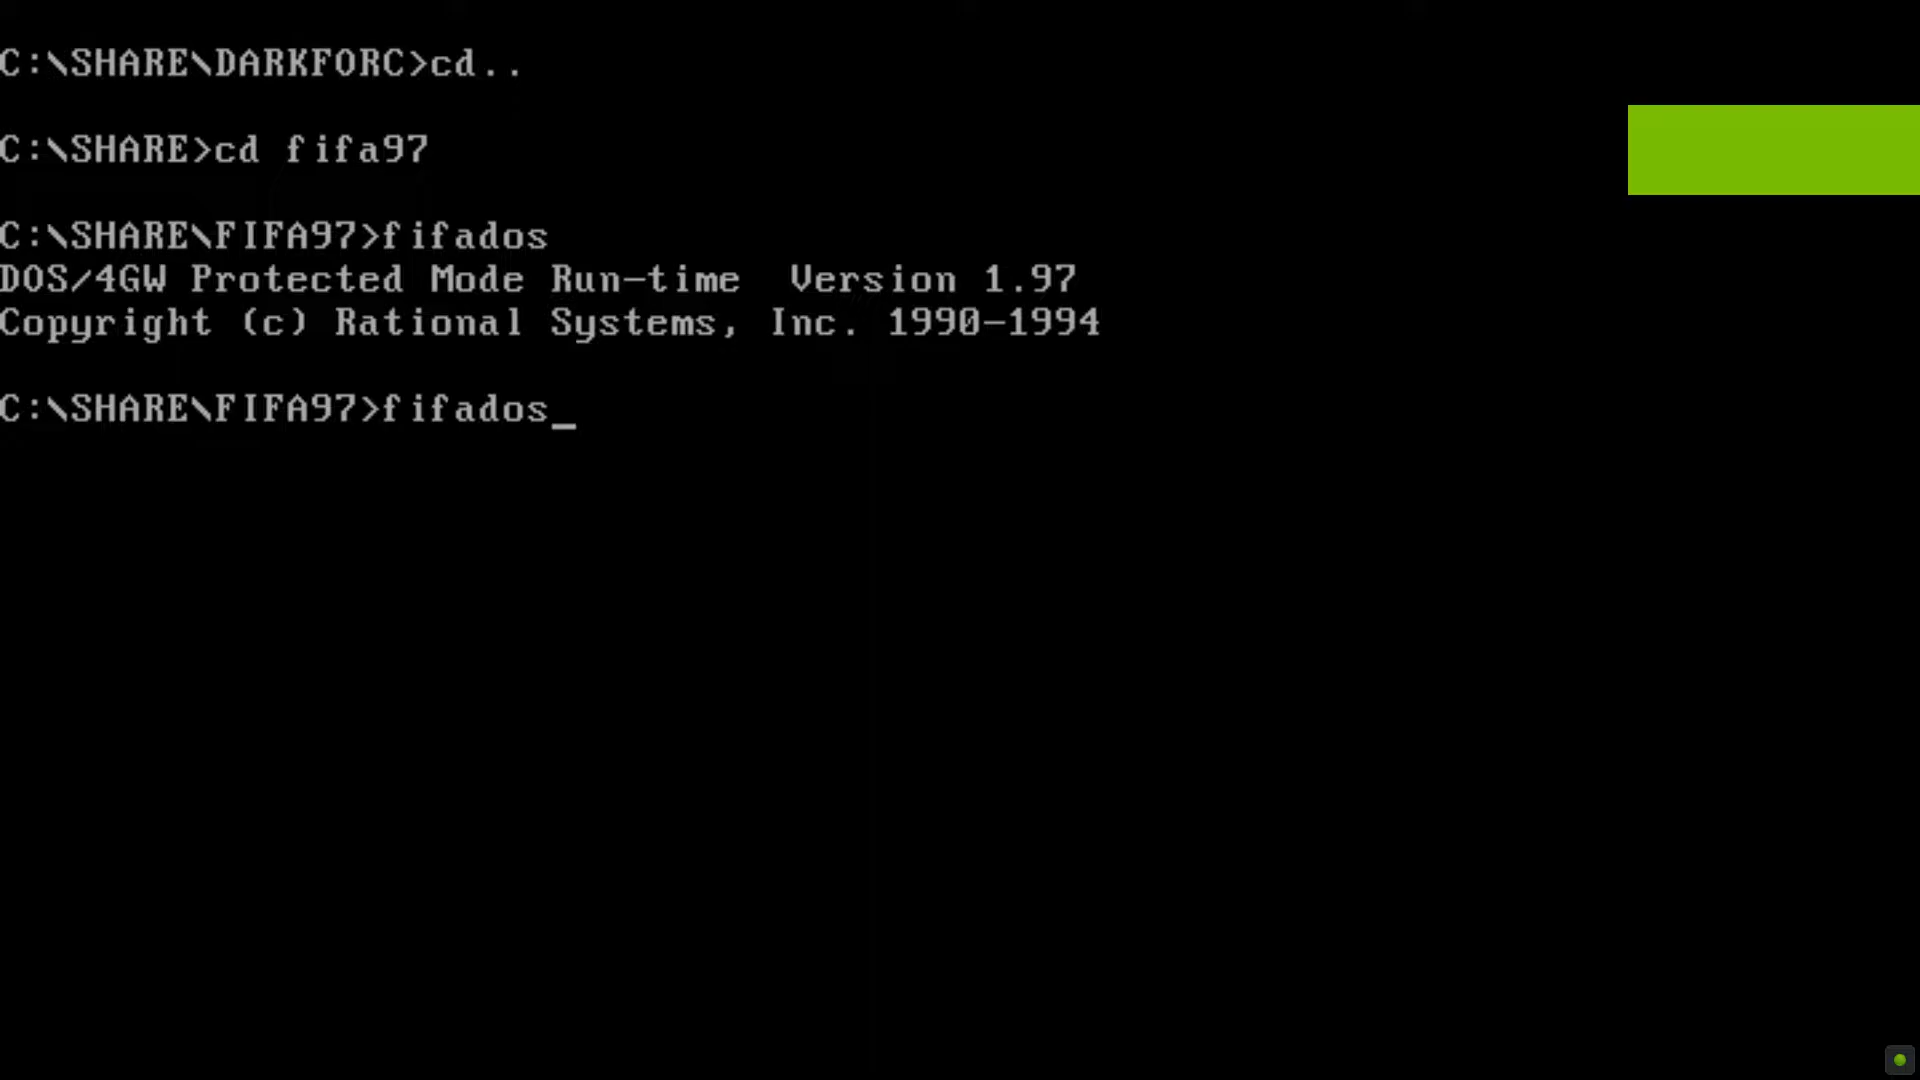 C:\SHARE\DARKFORC>cd..
C:\SHARE>cd fifa97
C:\SHARE\FIFA97>fifados
DOS/4GW Protected Mode Run-time  Version 1.97
Copyright (c) Rational Systems, Inc. 1990-1994
C:\SHARE\FIFA97>fifados_